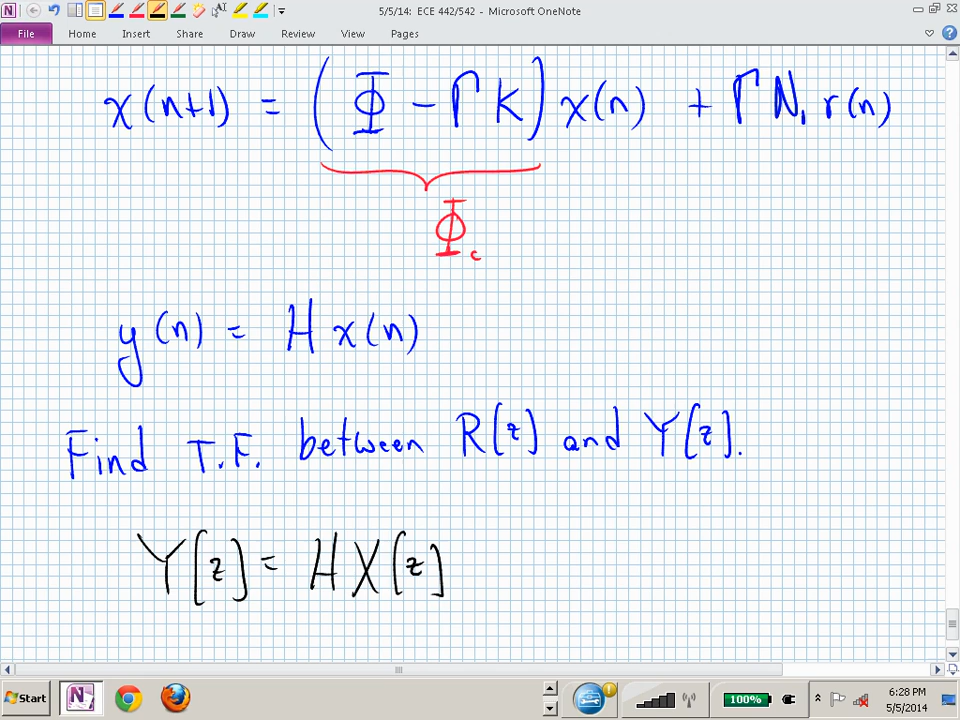 5/5/14: ECE 442/542 - Microsoft OneNote
File Home Insert Share Draw Review View Pages
x(n+1) = (Φ - ΓK) x(n) + ΓN₁ r(n)
Φc
y(n) = H x(n)
Find T.F. between R[z] and Y[z].
Y[z] = H X[z]
Start 100% 6:28 PM
5/5/2014